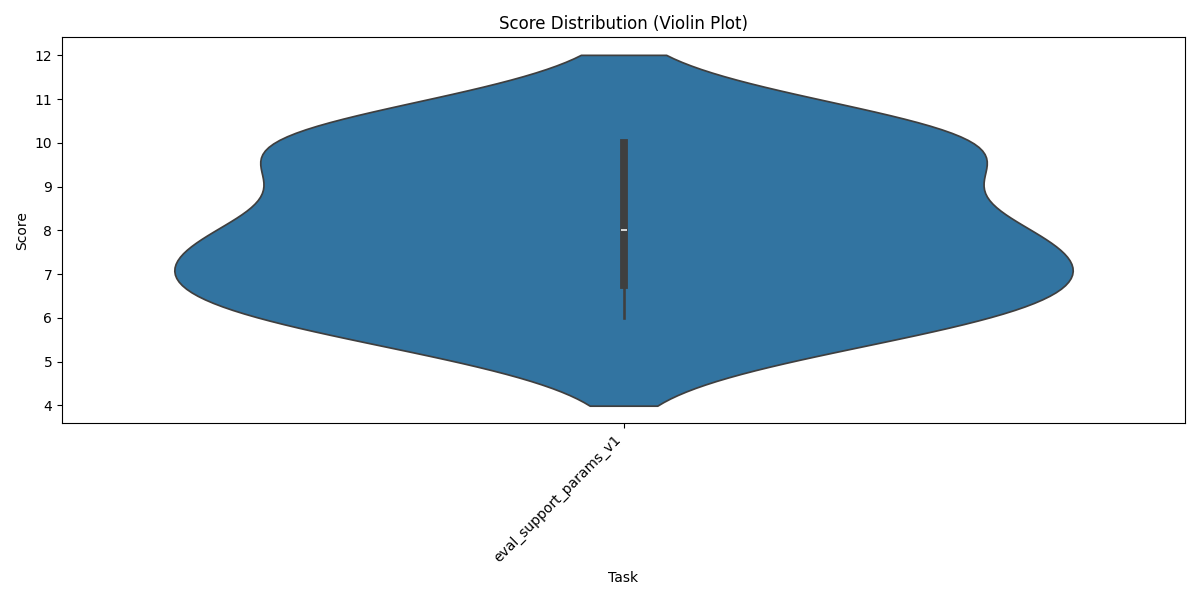 Score Distribution (Violin Plot)
12
11
10
9
8
7
6
5
4
Score
eval_support_params_v1
Task